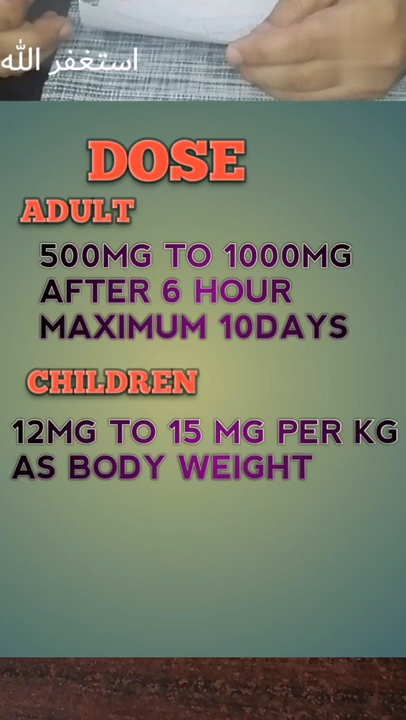 استغفر الله
DOSE
ADULT
500MG TO 1000MG
AFTER 6 HOUR
MAXIMUM 10DAYS
CHILDREN
12MG TO 15 MG PER KG
AS BODY WEIGHT